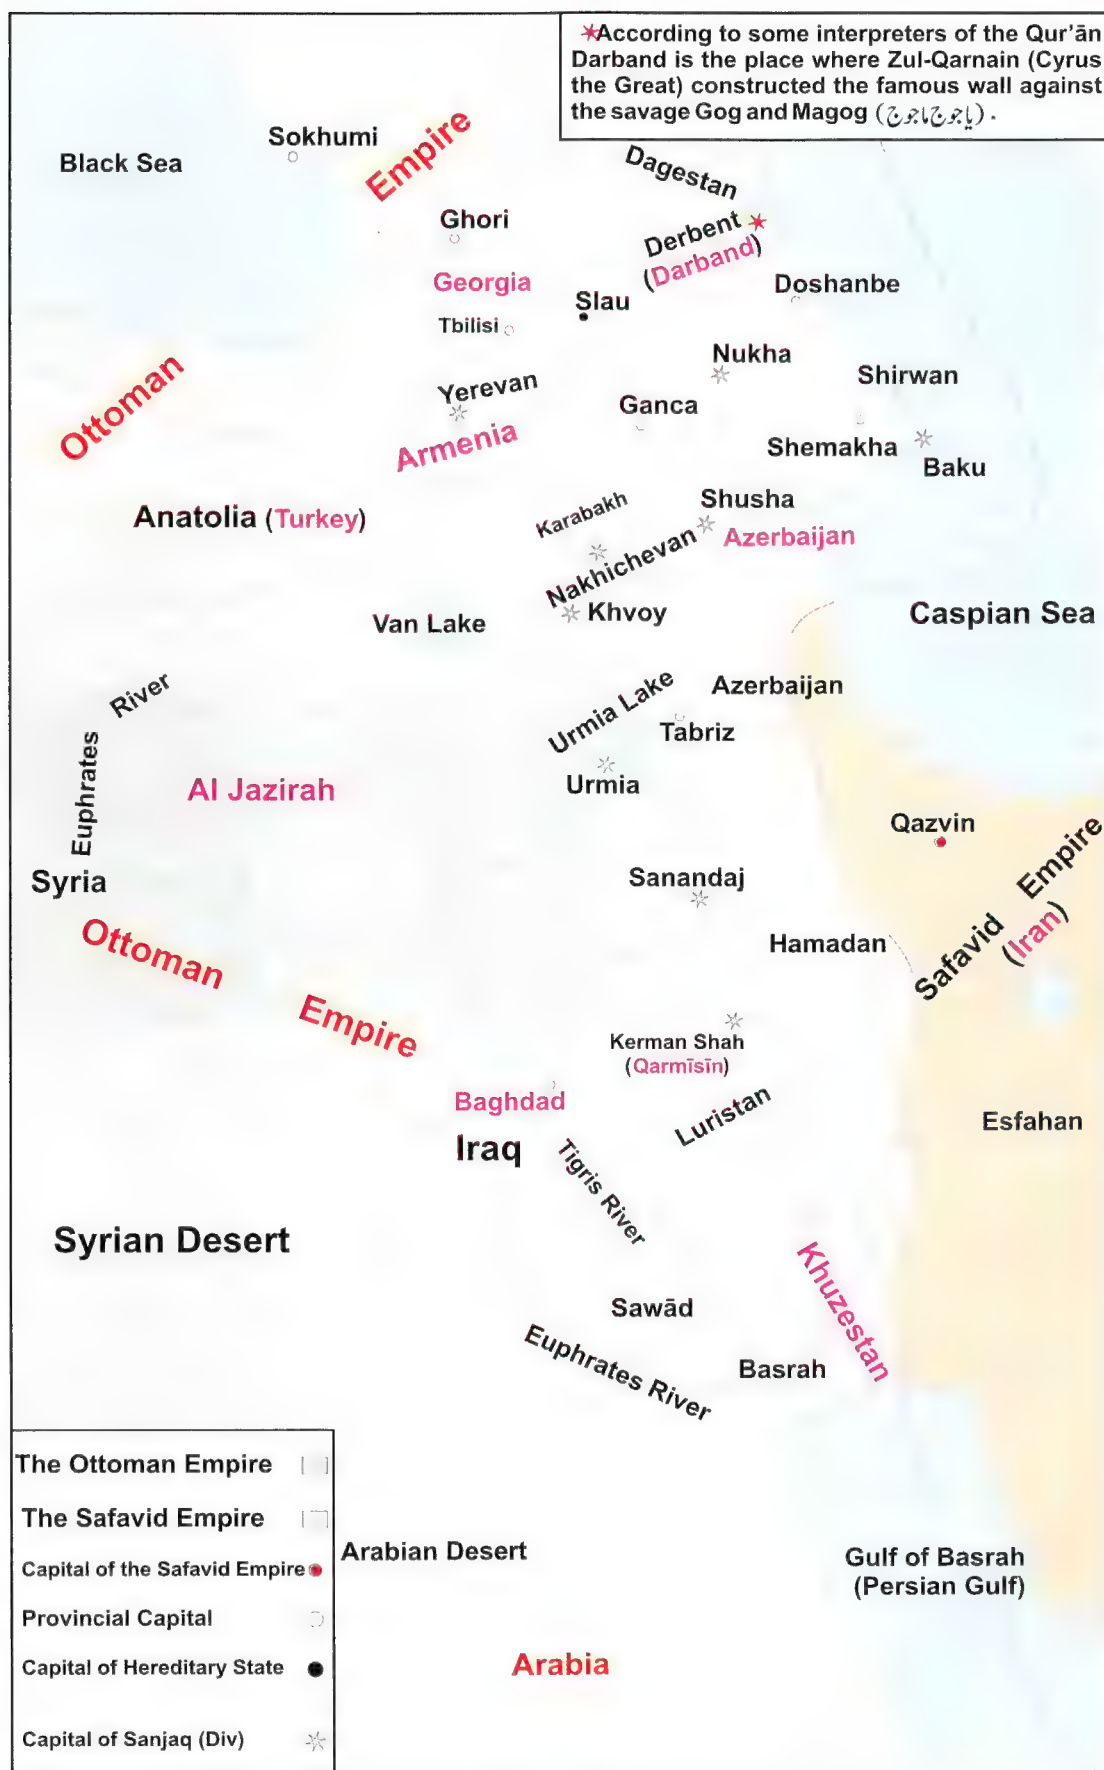 *According to some interpreters of the Qur'ān
Darband is the place where Zul-Qarnain (Cyrus
the Great) constructed the famous wall against
the savage Gog and Magog (یاجوج ماجوج).
Sokhumi
Black Sea
Empire
Dagestan
Ghori
Derbent *
(Darband)
Georgia
Doshanbe
Slau
Tbilisi
Nukha
Ottoman
Yerevan
Shirwan
Ganca
Armenia
Shemakha
Baku
Shusha
Karabakh
Anatolia (Turkey)
Azerbaijan
Nakhichevan
Khvoy
Van Lake
Caspian Sea
River
Urmia Lake
Azerbaijan
Tabriz
Euphrates
Al Jazirah
Urmia
Qazvin
Syria
Sanandaj
Safavid Empire
(Iran)
Ottoman
Hamadan
Empire
Kerman Shah
(Qarmīsīn)
Baghdad
Luristan
Esfahan
Iraq
Tigris River
Syrian Desert
Khuzestan
Sawād
Euphrates River
Basrah
The Ottoman Empire
The Safavid Empire
Capital of the Safavid Empire
Provincial Capital
Capital of Hereditary State
Capital of Sanjaq (Div)
Arabian Desert
Gulf of Basrah
(Persian Gulf)
Arabia